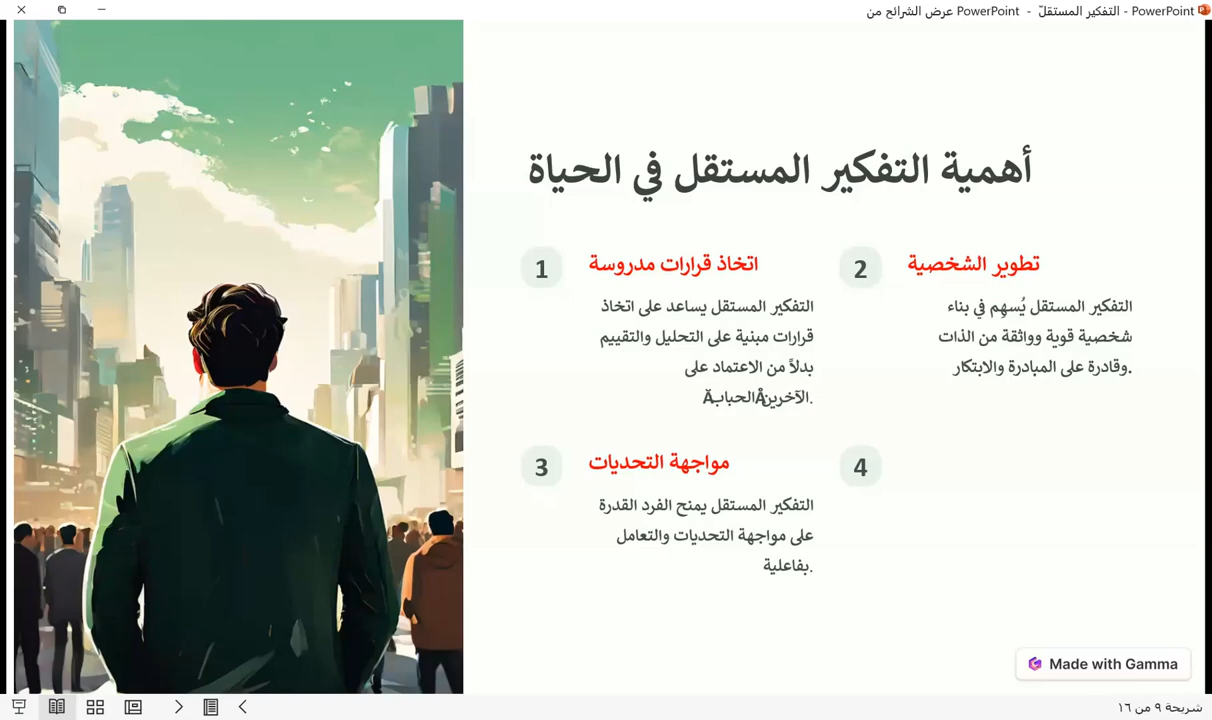 PowerPoint - التفكير المستقلّ - PowerPoint عرض الشرائح من
أهمية التفكير المستقل في الحياة
1
اتخاذ قرارات مدروسة
التفكير المستقل يساعد على اتخاذ
قرارات مبنية على التحليل والتقييم
بدلاً من الاعتماد على
.الآخرينÅالحبابÄ
2
تطوير الشخصية
التفكير المستقل يُسهِم في بناء
شخصية قوية وواثقة من الذات
.وقادرة على المبادرة والابتكار
3
مواجهة التحديات
التفكير المستقل يمنح الفرد القدرة
على مواجهة التحديات والتعامل
.بفاعلية
4
Made with Gamma
شريحة ٩ من ١٦